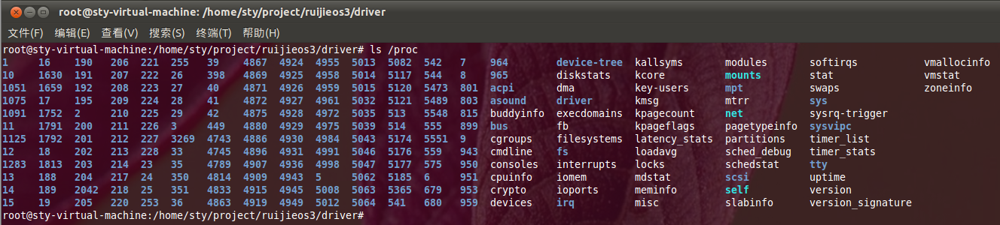 root@sty-virtual-machine: /home/sty/project/ruijieos3/driver
文件(F) 编辑(E) 查看(V) 搜索(S) 终端(T) 帮助(H)
root@sty-virtual-machine:/home/sty/project/ruijieos3/driver# ls /proc
1 16 190 206 221 255 39 4867 4924 4955 5013 5082 542 7 964 device-tree kallsyms modules softirqs vmallocinfo
10 1630 191 207 222 26 398 4869 4925 4958 5014 5117 544 8 965 diskstats kcore mounts stat vmstat
1051 1659 192 208 223 27 40 4871 4926 4959 5015 5120 5473 801 acpi dma key-users mpt swaps zoneinfo
1075 17 195 209 224 28 41 4872 4927 4961 5032 5121 5489 803 asound driver kmsg mtrr sys
1091 1752 2 210 225 29 42 4875 4928 4972 5035 513 5548 815 buddyinfo execdomains kpagecount net sysrq-trigger
11 1791 200 211 226 3 449 4880 4929 4975 5039 514 555 899 bus fb kpageflags pagetypeinfo sysvipc
1125 1792 201 212 227 3269 4743 4886 4930 4984 5043 5174 5551 9 cgroups filesystems latency_stats partitions timer_list
12 18 202 213 228 33 4745 4896 4931 4991 5046 5176 559 943 cmdline fs loadavg sched_debug timer_stats
1283 1813 203 214 23 35 4789 4907 4936 4998 5047 5177 575 950 consoles interrupts locks schedstat tty
13 188 204 217 24 350 4814 4909 4943 5 5062 5185 6 951 cpuinfo iomem mdstat scsi uptime
14 189 2042 218 25 351 4833 4915 4945 5008 5063 5365 679 953 crypto ioports meminfo self version
15 19 205 220 253 36 4863 4919 4949 5012 5064 541 680 959 devices irq misc slabinfo version_signature
root@sty-virtual-machine:/home/sty/project/ruijieos3/driver#